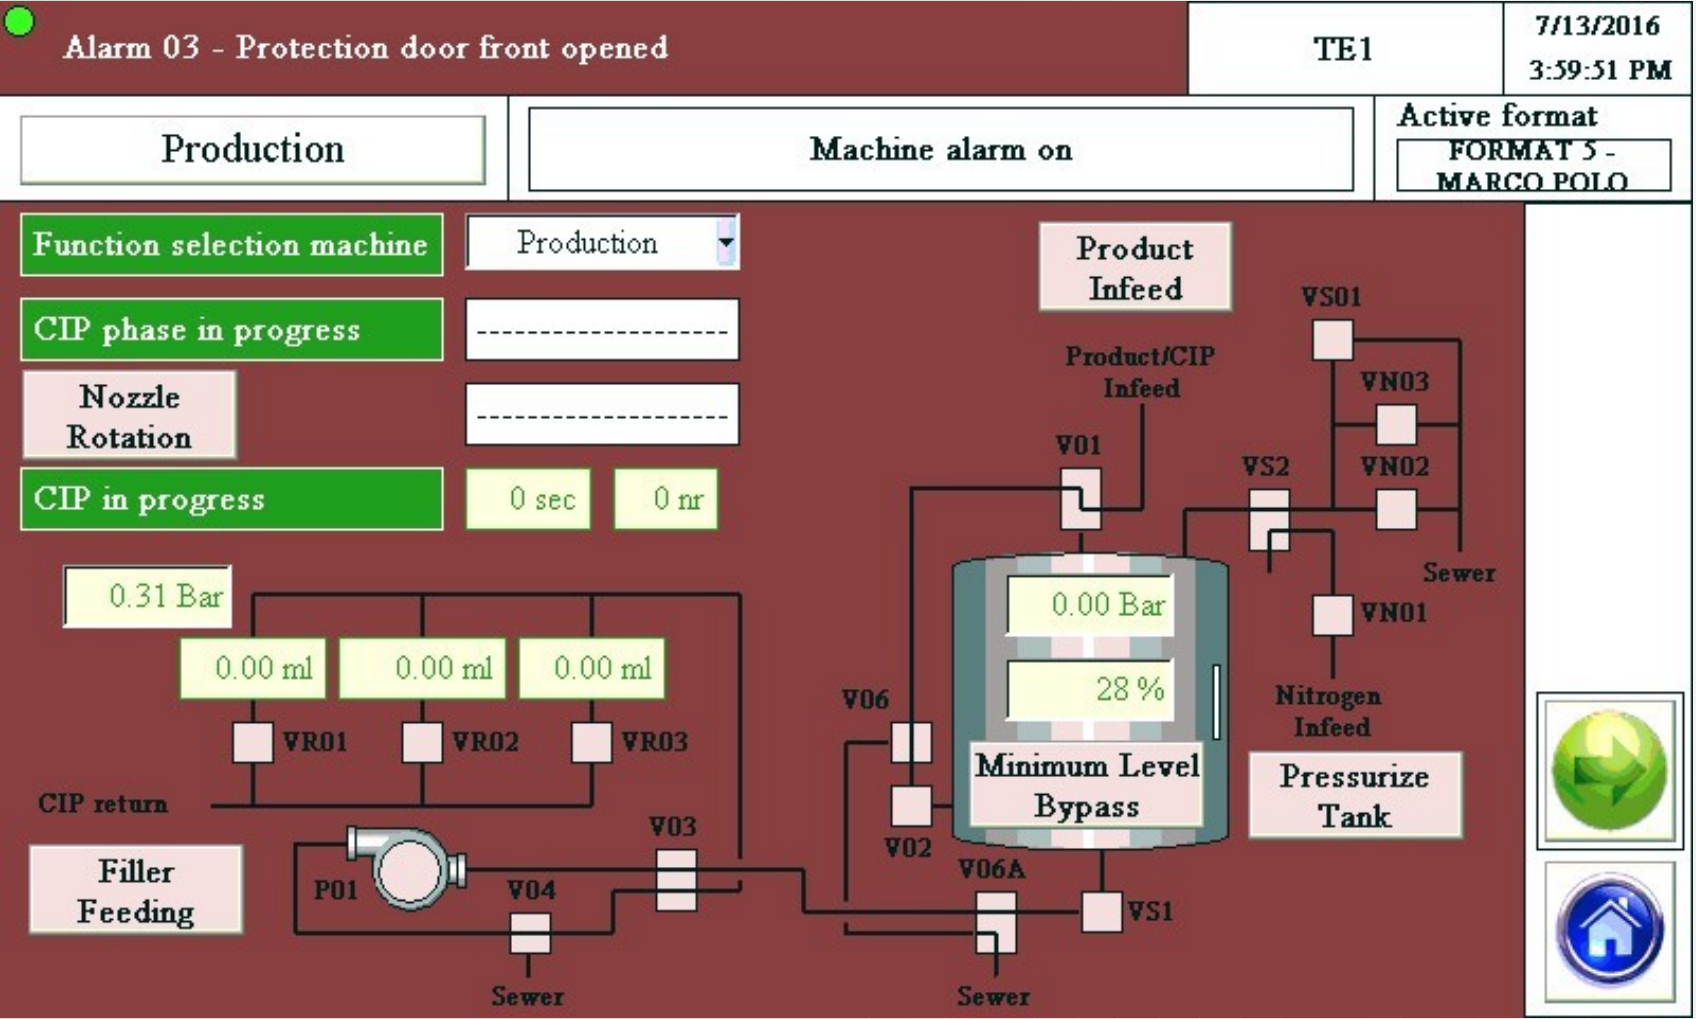 Alarm 03 - Protection door front opened
TE1
7/13/2016
3:59:51 PM
Production
Machine alarm on
Active format
FORMAT 5 -
MARCO POLO
Function selection machine
Production
CIP phase in progress
-------------------
Nozzle
Rotation
-------------------
CIP in progress
0 sec
0 nr
Product
Infeed
Product/CIP
Infeed
VS01
VN03
V01
VS2
VN02
Sewer
0.31 Bar
0.00 Bar
VN01
0.00 ml
0.00 ml
0.00 ml
28 %
V06
Nitrogen
Infeed
VR01
VR02
VR03
Minimum Level
Bypass
Pressurize
Tank
CIP return
V03
V02
V06A
Filler
Feeding
P01
V04
VS1
Sewer
Sewer